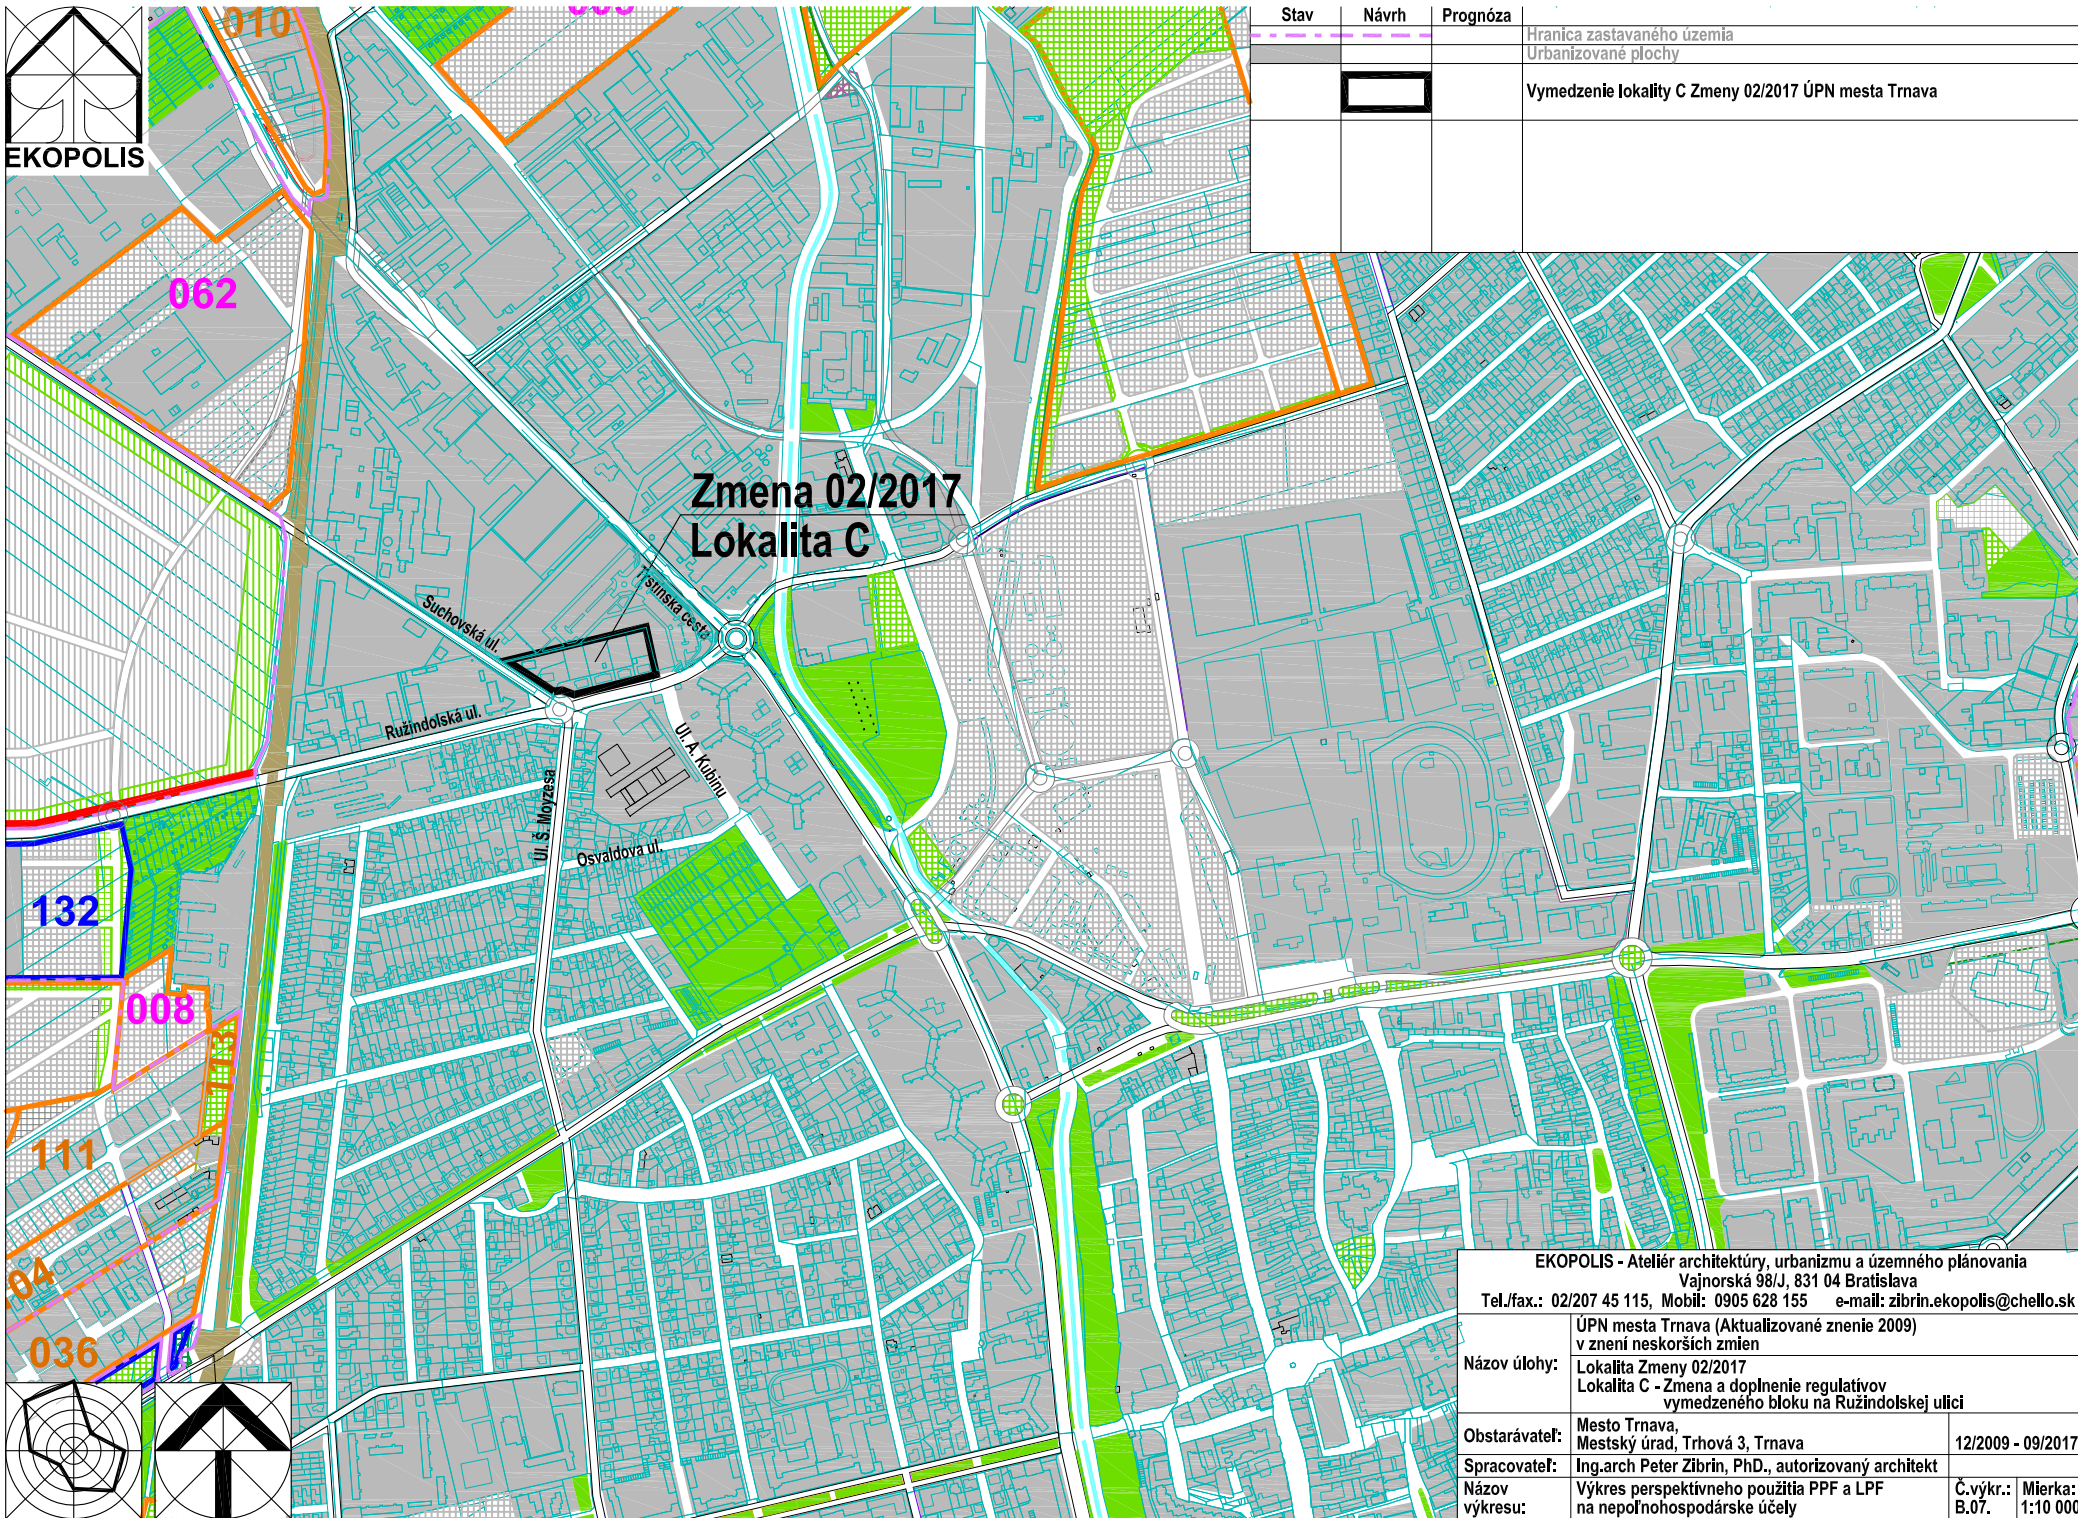 EKOPOLIS
010
Stav Návrh Prognóza
Hranica zastavaného územia
Urbanizované plochy
Vymedzenie lokality C Zmeny 02/2017 ÚPN mesta Trnava
062
Zmena 02/2017
Lokalita C
Trstínska cesta
Suchovská ul.
Ružindolská ul.
Ul. A. Kubinu
Ul. Š. Moyzesa
Osvaldova ul.
132
008
113
111
04
036
EKOPOLIS - Ateliér architektúry, urbanizmu a územného plánovania
Vajnorská 98/J, 831 04 Bratislava
Tel./fax.: 02/207 45 115, Mobil: 0905 628 155 e-mail: zibrin.ekopolis@chello.sk
Názov úlohy:
ÚPN mesta Trnava (Aktualizované znenie 2009)
v znení neskorších zmien
Lokalita Zmeny 02/2017
Lokalita C - Zmena a doplnenie regulatívov
vymedzeného bloku na Ružindolskej ulici
Obstarávateľ:
Mesto Trnava,
Mestský úrad, Trhová 3, Trnava
12/2009 - 09/2017
Spracovateľ: Ing.arch Peter Zibrin, PhD., autorizovaný architekt
Názov
výkresu:
Výkres perspektívneho použitia PPF a LPF
na nepoľnohospodárske účely
Č.výkr.:
B.07.
Mierka:
1:10 000